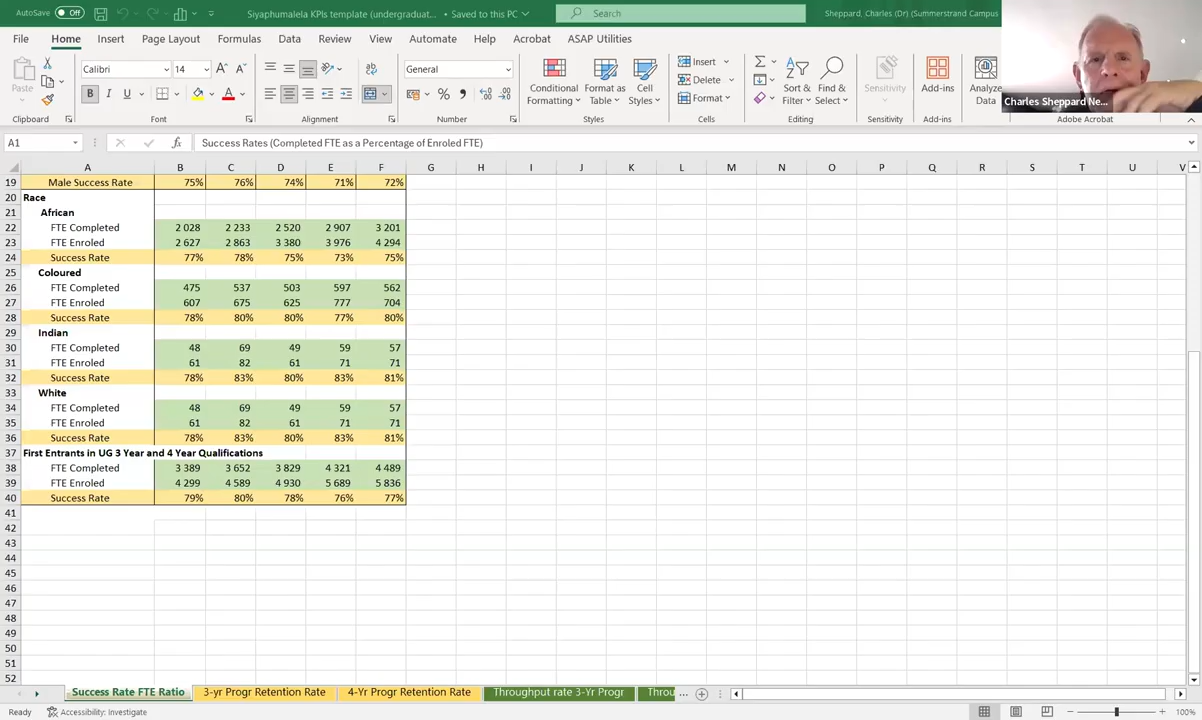 AutoSave Off Siyaphumalela KPIs template (undergraduat... • Saved to this PC Search Sheppard, Charles (Dr) (Summerstrand Campus
File Home Insert Page Layout Formulas Data Review View Automate Help Acrobat ASAP Utilities
Calibri 14 General Insert
Paste B I U Conditional Formatting Format as Table Cell Styles Delete Format Sort & Filter Find & Select Sensitivity Add-ins Analyze Data
Charles Sheppard Ne...
Clipboard Font Alignment Number Styles Cells Editing Sensitivity Add-ins Adobe Acrobat
A1 fx Success Rates (Completed FTE as a Percentage of Enroled FTE)
A B C D E F G H I J K L M N O P Q R S T U V
19 Male Success Rate 75% 76% 74% 71% 72%
20 Race
21 African
22 FTE Completed 2 028 2 233 2 520 2 907 3 201
23 FTE Enroled 2 627 2 863 3 380 3 976 4 294
24 Success Rate 77% 78% 75% 73% 75%
25 Coloured
26 FTE Completed 475 537 503 597 562
27 FTE Enroled 607 675 625 777 704
28 Success Rate 78% 80% 80% 77% 80%
29 Indian
30 FTE Completed 48 69 49 59 57
31 FTE Enroled 61 82 61 71 71
32 Success Rate 78% 83% 80% 83% 81%
33 White
34 FTE Completed 48 69 49 59 57
35 FTE Enroled 61 82 61 71 71
36 Success Rate 78% 83% 80% 83% 81%
37 First Entrants in UG 3 Year and 4 Year Qualifications
38 FTE Completed 3 389 3 652 3 829 4 321 4 489
39 FTE Enroled 4 299 4 589 4 930 5 689 5 836
40 Success Rate 79% 80% 78% 76% 77%
41
42
43
44
45
46
47
48
49
50
51
52
Success Rate FTE Ratio 3-yr Progr Retention Rate 4-Yr Progr Retention Rate Throughput rate 3-Yr Progr Throu ...
Ready Accessibility: Investigate 100%